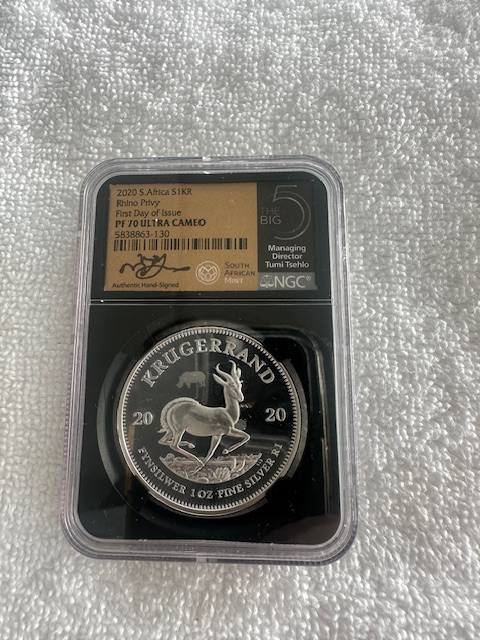 2020 S.Africa S1KR
Rhino Privy
First Day of Issue
PF 70 ULTRA CAMEO
5838863-130
Authentic Hand-Signed
SOUTH
AFRICAN
MINT
THE
BIG
5
Managing
Director
Tumi Tsehlo
NGC®
KRUGERRAND
20 20
FYNSILWER 1 OZ FINE SILVER R1